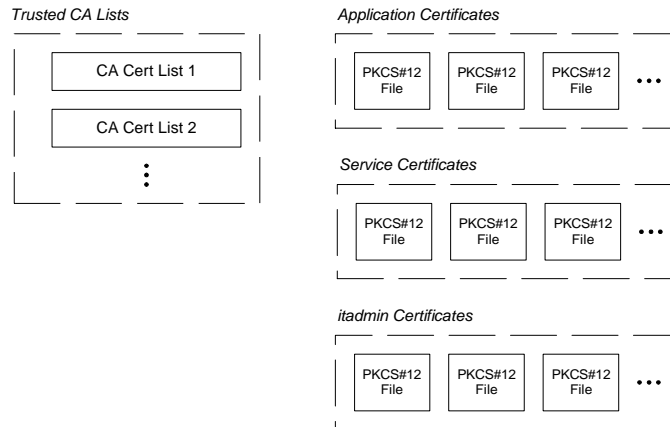 Trusted CA Lists
CA Cert List 1
CA Cert List 2
Application Certificates
PKCS#12
File
PKCS#12
File
PKCS#12
File
Service Certificates
PKCS#12
File
PKCS#12
File
PKCS#12
File
itadmin Certificates
PKCS#12
File
PKCS#12
File
PKCS#12
File